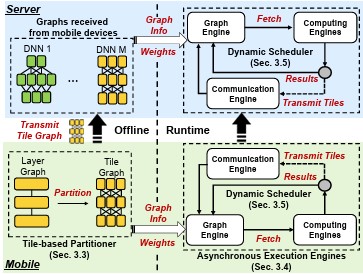 Server
Graphs received
from mobile devices
DNN 1
DNN M
...
Graph
Info
Weights
Graph
Engine
Fetch
Computing
Engines
Dynamic Scheduler
(Sec. 3.5)
Results
Communication
Engine
Transmit Tiles
Transmit
Tile Graph
Offline
Runtime
Layer
Graph
Partition
Tile
Graph
Tile-based Partitioner
(Sec. 3.3)
Graph
Info
Weights
Communication
Engine
Transmit Tiles
Results
Dynamic Scheduler
(Sec. 3.5)
Graph
Engine
Fetch
Computing
Engines
Asynchronous Execution Engines
(Sec. 3.4)
Mobile